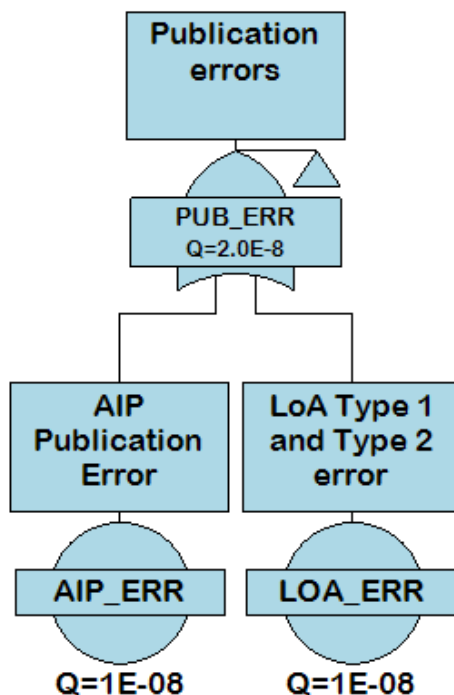 Publication
errors
PUB_ERR
Q=2.0E-8
AIP
Publication
Error
LoA Type 1
and Type 2
error
AIP_ERR
LOA_ERR
Q=1E-08
Q=1E-08